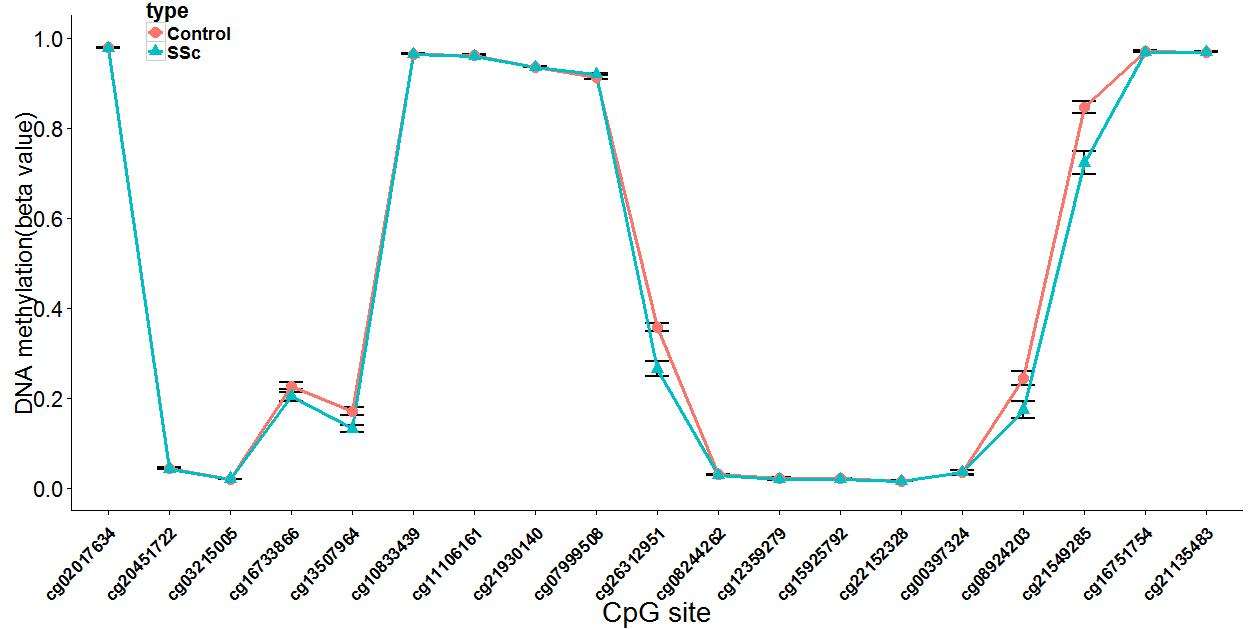 type
Control
SSc
DNA methylation(beta value)
1.0
0.8
0.6
0.4
0.2
0.0
cg02017634
cg20451722
cg03215005
cg16733866
cg13507964
cg10833439
cg11106161
cg21930140
cg07999508
cg26312951
cg08244262
cg12359279
cg15925792
cg22152328
cg00397324
cg08924203
cg21549285
cg16751754
cg21135483
CpG site